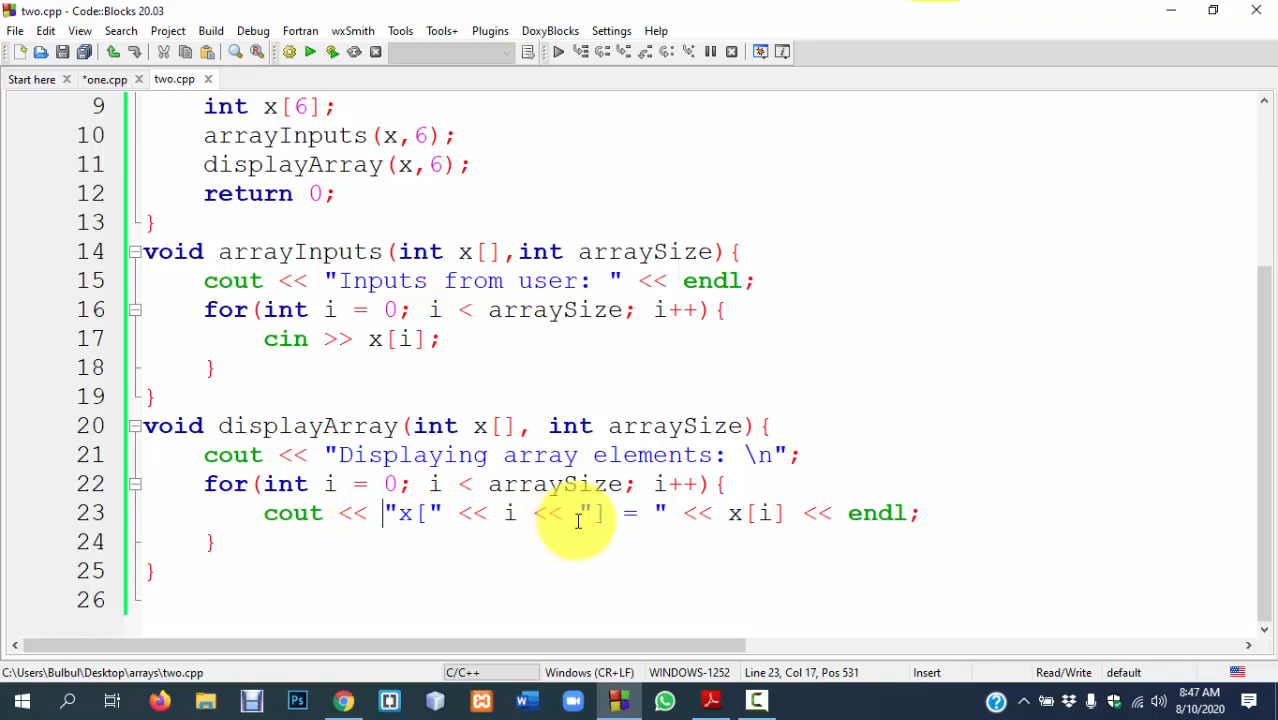 two.cpp - Code::Blocks 20.03
File Edit View Search Project Build Debug Fortran wxSmith Tools Tools+ Plugins DoxyBlocks Settings Help
Start here *one.cpp two.cpp
9 int x[6];
10 arrayInputs(x,6);
11 displayArray(x,6);
12 return 0;
13 }
14 void arrayInputs(int x[],int arraySize){
15 cout << "Inputs from user: " << endl;
16 for(int i = 0; i < arraySize; i++){
17 cin >> x[i];
18 }
19 }
20 void displayArray(int x[], int arraySize){
21 cout << "Displaying array elements: \n";
22 for(int i = 0; i < arraySize; i++){
23 cout << "x[" << i << "] = " << x[i] << endl;
24 }
25 }
26
C:\Users\Bulbul\Desktop\arrays\two.cpp C/C++ Windows (CR+LF) WINDOWS-1252 Line 23, Col 17, Pos 531 Insert Read/Write default
8:47 AM
8/10/2020